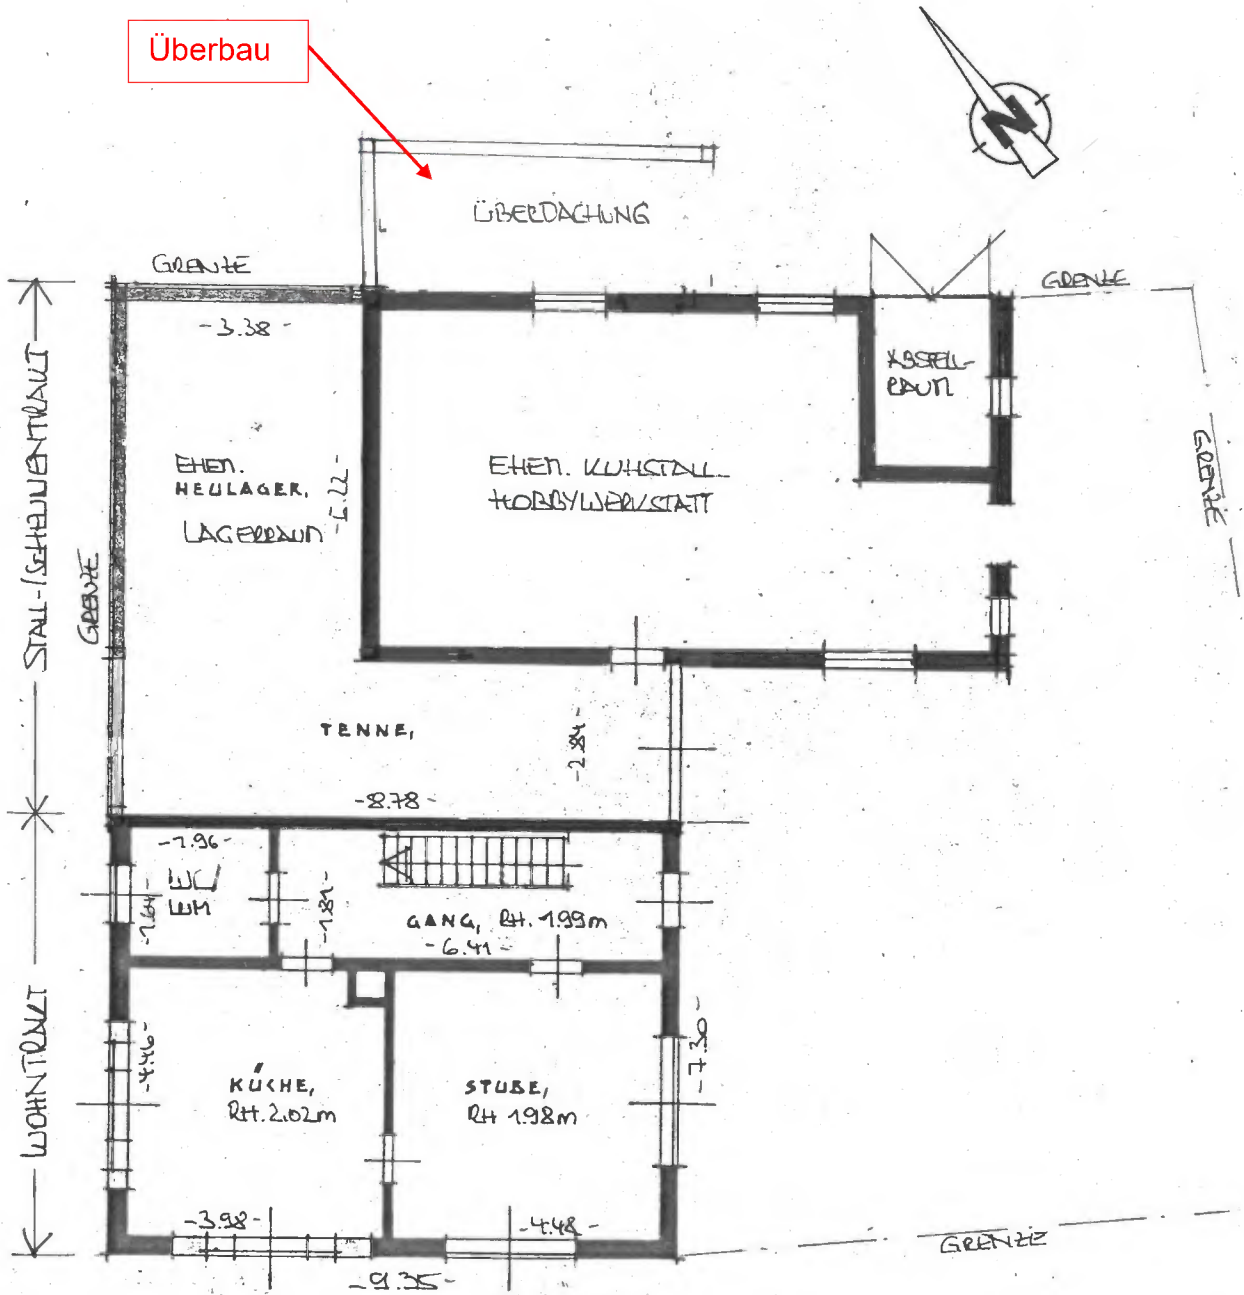 Überbau
N
ÜBERDACHUNG
GRENZE
GRENZE
-3.38-
ABSTELL-
RAUM
STALL-/SCHEUNENTRAKT
GRENZE
EHEM.
HEULAGER,
LAGERRAUM
EHEM. KUHSTALL
HOBBYWERKSTATT
GRENZE
TENNE,
-2.84-
-8.78-
-1.96-
WC/
WM
-1.64-
-1.81-
GANG, RH. 1.99m
-6.41-
WOHNTRAKT
-4.46-
KÜCHE,
RH. 2.02m
STUBE,
RH 1.98m
-7.30-
-3.98-
-4.48-
GRENZE
-9.35-